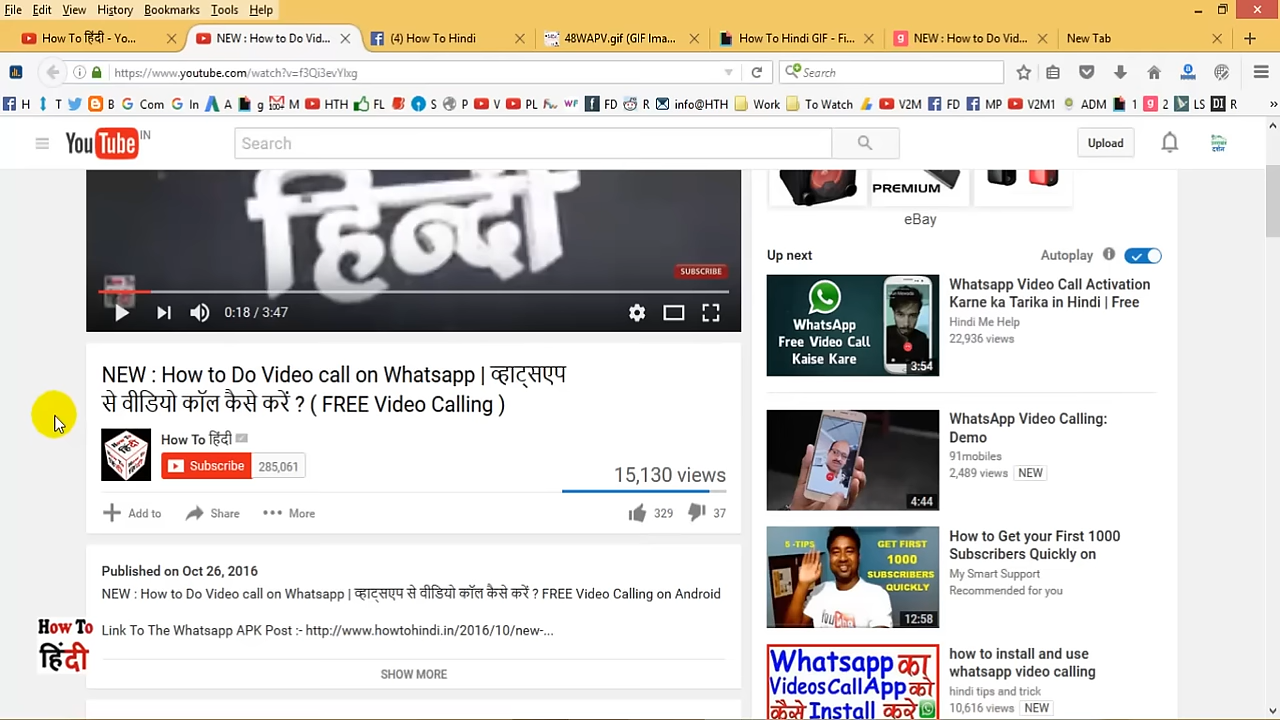 File Edit View History Bookmarks Tools Help
How To हिंदी - Yo...
NEW : How to Do Vid...
(4) How To Hindi
48WAPV.gif (GIF Ima...
How To Hindi GIF - Fi...
NEW : How to Do Vid...
New Tab
https://www.youtube.com/watch?v=f3Qi3evYlxg
Search
H T B Com In A g M HTH FL S P V PL WF FD R info@HTH Work To Watch V2M FD MP V2M1 ADM 1 2 LS DI R
YouTube IN
Search
Upload
हिन्दी
SUBSCRIBE
0:18 / 3:47
NEW : How to Do Video call on Whatsapp | व्हाट्सएप
से वीडियो कॉल कैसे करें ? ( FREE Video Calling )
How To हिंदी
Subscribe 285,061
15,130 views
Add to Share More 329 37
Published on Oct 20, 2016
NEW : How to Do Video call on Whatsapp | व्हाट्सएप से वीडियो कॉल कैसे करें ? FREE Video Calling on Android
Link To The Whatsapp APK Post :- http://www.howtohindi.in/2016/10/new-...
SHOW MORE
How To
हिंदी
PREMIUM
eBay
Up next
Autoplay
WhatsApp
Free Video Call
Kaise Kare
3:54
Whatsapp Video Call Activation
Karne ka Tarika in Hindi | Free
Hindi Me Help
22,936 views
4:44
WhatsApp Video Calling:
Demo
91mobiles
2,489 views NEW
5 -TIPS
GET FIRST
1000
SUBSCRIBERS
QUICKLY
12:58
How to Get your First 1000
Subscribers Quickly on
My Smart Support
Recommended for you
Whatsapp का
Videos Call App को
कैसे Install करे
how to install and use
whatsapp video calling
hindi tips and trick
10,616 views NEW